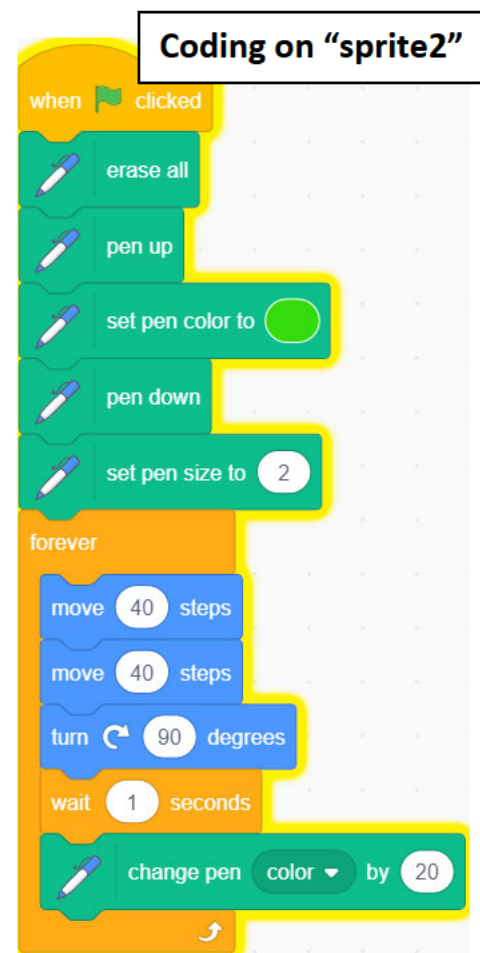 Coding on “sprite2”
when clicked
erase all
pen up
set pen color to
pen down
set pen size to 2
forever
move 40 steps
move 40 steps
turn 90 degrees
wait 1 seconds
change pen color by 20